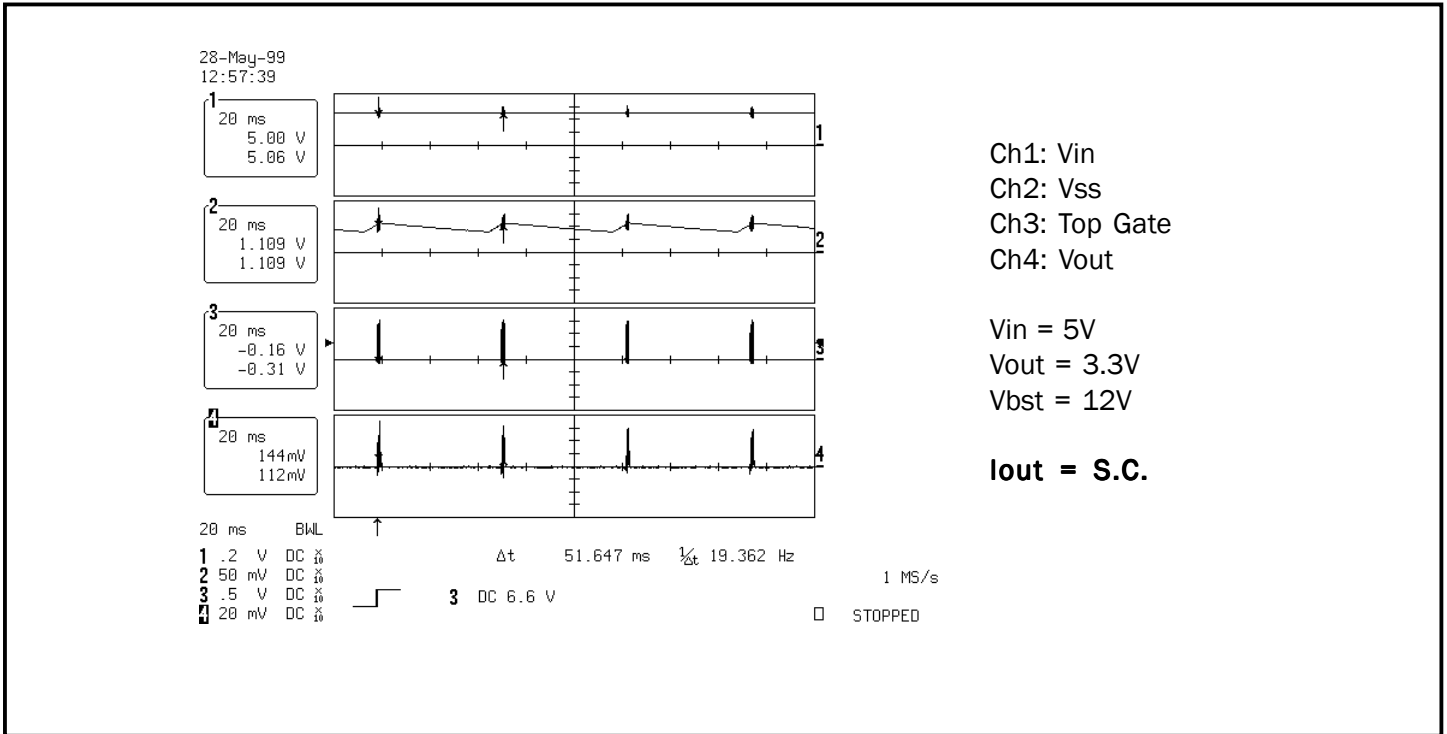 28-May-99
12:57:39
1
20 ms
5.00 V
5.06 V
1
2
20 ms
1.109 V
1.109 V
2
3
20 ms
-0.16 V
-0.31 V
3
4
20 ms
144mV
112mV
4
20 ms BWL
1 .2 V DC X10
2 50 mV DC X10
3 .5 V DC X10
4 20 mV DC X10
Δt 51.647 ms 1/Δt 19.362 Hz
3 DC 6.6 V
1 MS/s
STOPPED
Ch1: Vin
Ch2: Vss
Ch3: Top Gate
Ch4: Vout
Vin = 5V
Vout = 3.3V
Vbst = 12V
Iout = S.C.